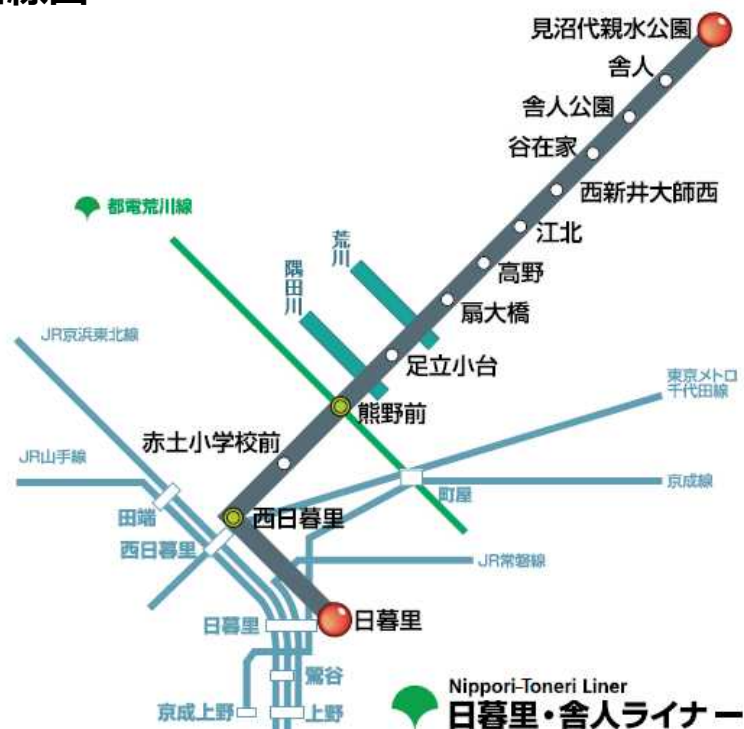 見沼代親水公園
舎人
舎人公園
谷在家
西新井大師西
都電荒川線
江北
荒川
高野
隅田川
扇大橋
JR京浜東北線
足立小台
東京メトロ
千代田線
熊野前
赤土小学校前
JR山手線
京成線
町屋
田端
西日暮里
西日暮里
JR常磐線
日暮里
日暮里
鶯谷
京成上野
上野
Nippori-Toneri Liner
日暮里・舎人ライナー